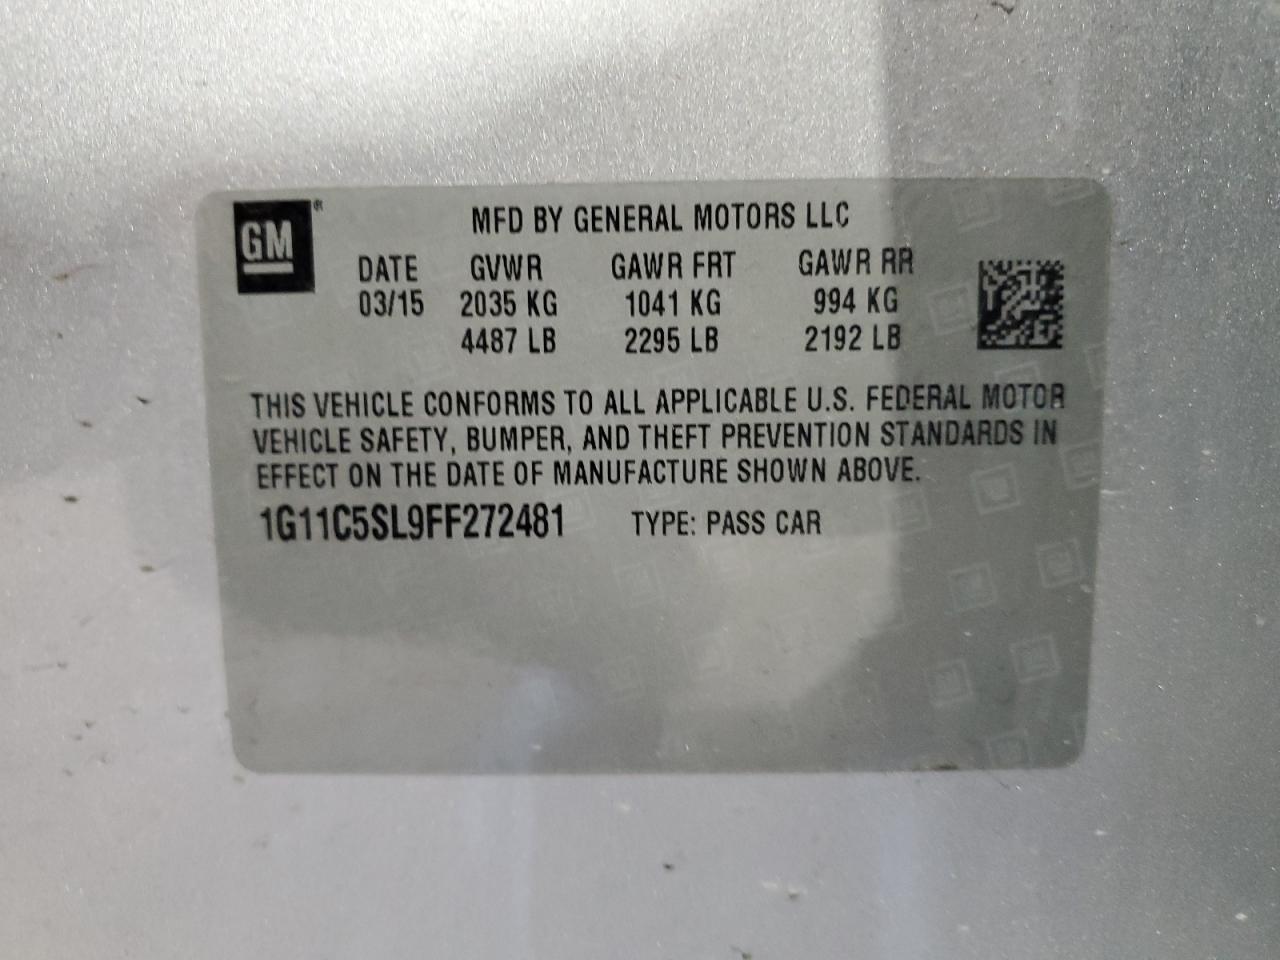 GM®
MFD BY GENERAL MOTORS LLC
DATE GVWR GAWR FRT GAWR RR
03/15 2035 KG 1041 KG 994 KG
4487 LB 2295 LB 2192 LB
THIS VEHICLE CONFORMS TO ALL APPLICABLE U.S. FEDERAL MOTOR
VEHICLE SAFETY, BUMPER, AND THEFT PREVENTION STANDARDS IN
EFFECT ON THE DATE OF MANUFACTURE SHOWN ABOVE.
1G11C5SL9FF272481 TYPE: PASS CAR